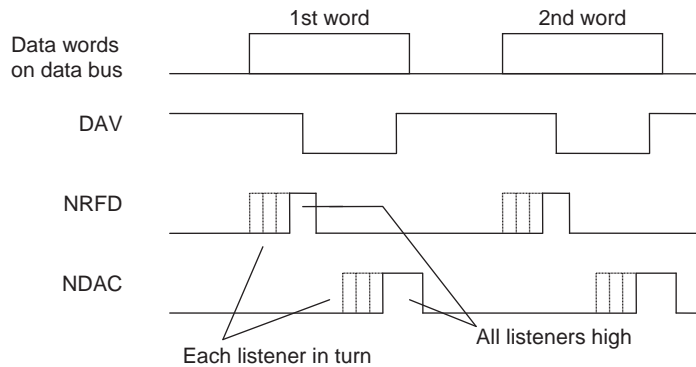 1st word
2nd word
Data words
on data bus
DAV
NRFD
NDAC
All listeners high
Each listener in turn